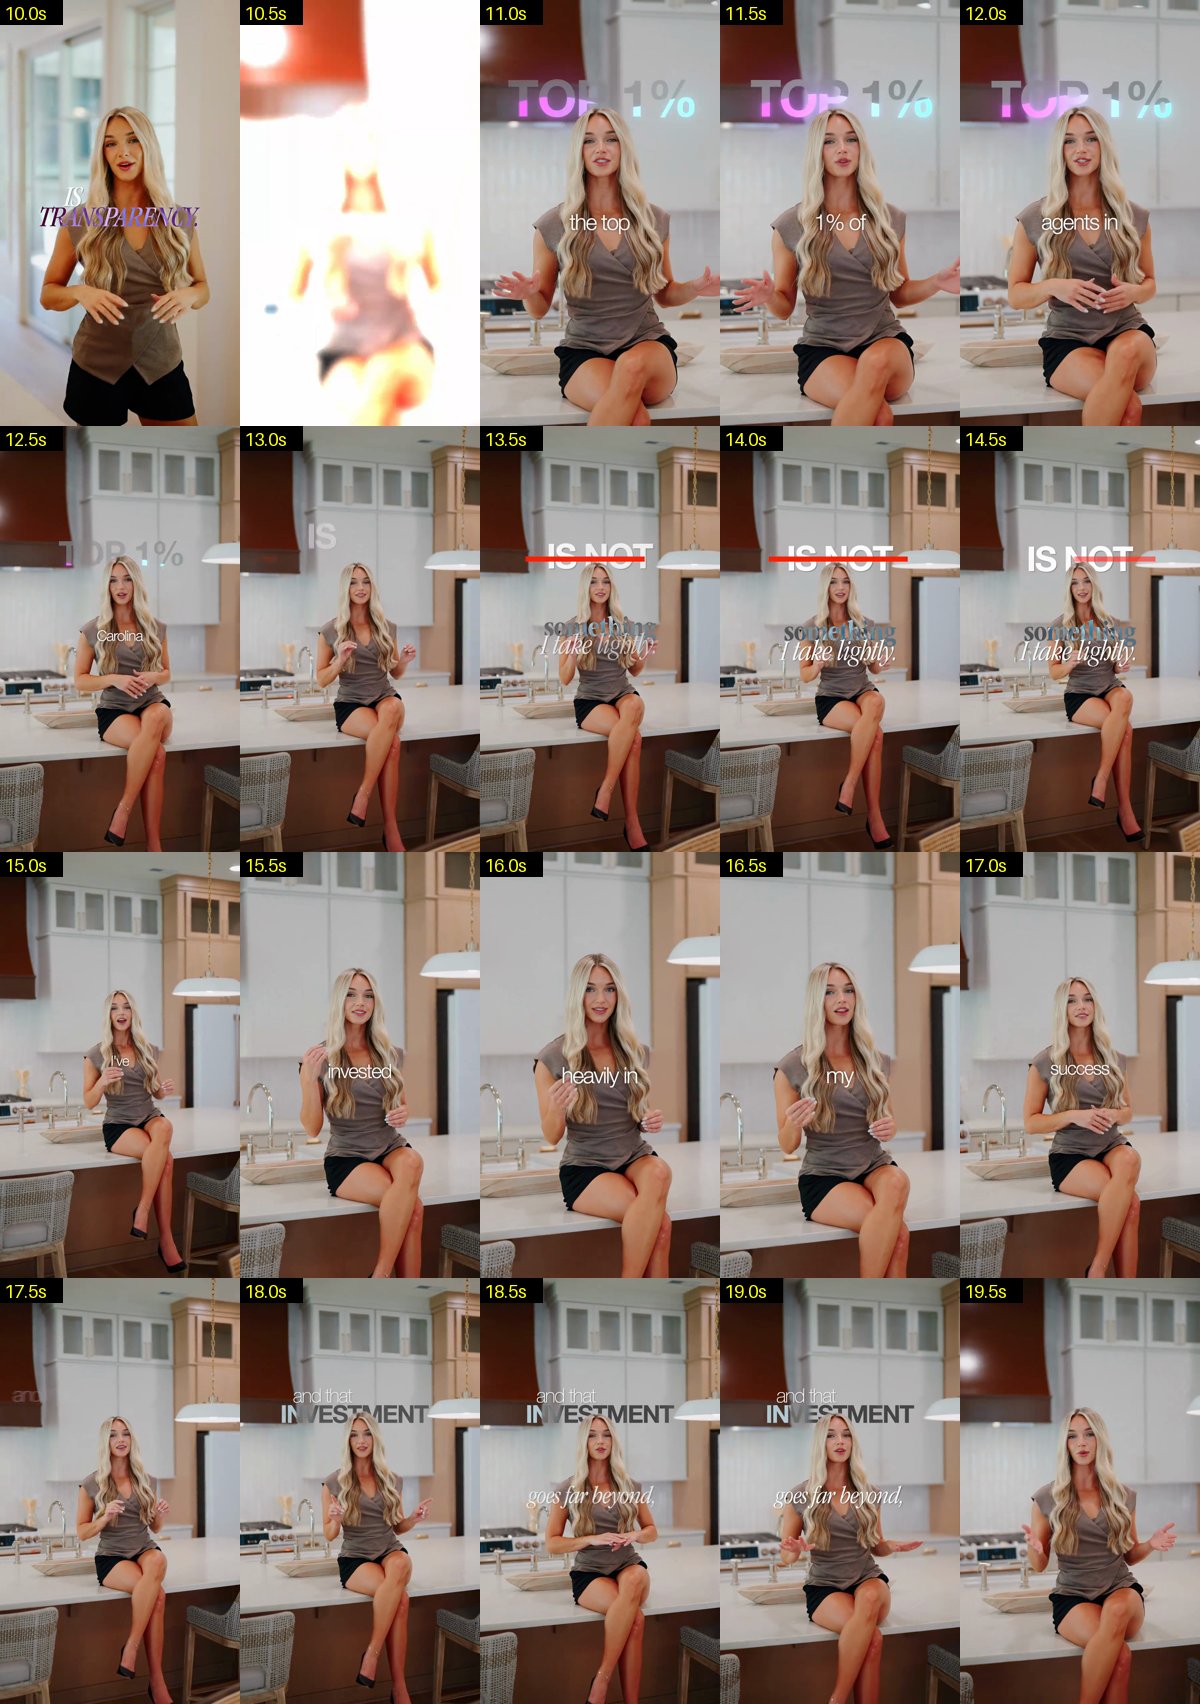 10.0s
IS
TRANSPARENCY.
10.5s
11.0s
TOP 1%
the top
11.5s
TOP 1%
1% of
12.0s
TOP 1%
agents in
12.5s
TOP 1%
Carolina
13.0s
IS
13.5s
IS NOT
something
I take lightly.
14.0s
IS NOT
something
I take lightly.
14.5s
IS NOT
something
I take lightly.
15.0s
I've
15.5s
invested
16.0s
heavily in
16.5s
my
17.0s
success
17.5s
and
18.0s
and that
INVESTMENT
18.5s
and that
INVESTMENT
goes far beyond,
19.0s
and that
INVESTMENT
goes far beyond,
19.5s